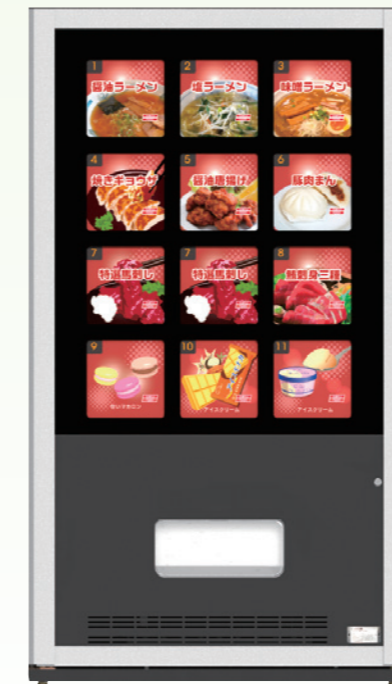 1
醤油ラーメン
2
塩ラーメン
3
味噌ラーメン
4
焼きギョウザ
5
醤油唐揚げ
6
豚肉まん
7
特選馬刺し
7
特選馬刺し
8
鮪刺身三種
9
10
アイスクリーム
11
アイスクリーム